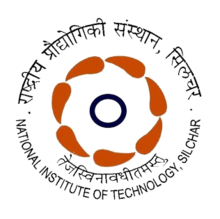 राष्ट्रीय प्रौद्योगिकी संस्थान, सिलचर
तेजस्विनावधीतमस्तु
NATIONAL INSTITUTE OF TECHNOLOGY, SILCHAR